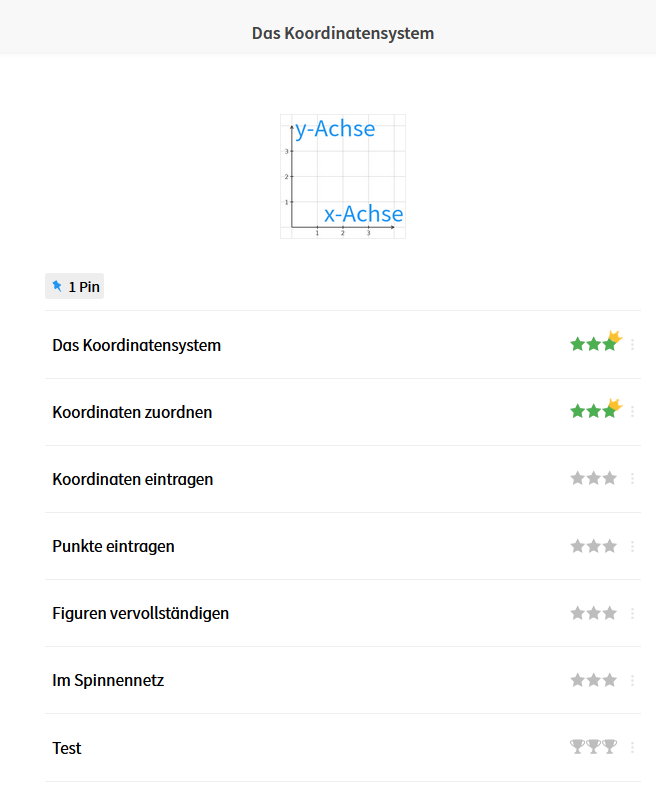 Das Koordinatensystem
y-Achse
3
2
1
x-Achse
1 2 3
1 Pin
Das Koordinatensystem
Koordinaten zuordnen
Koordinaten eintragen
Punkte eintragen
Figuren vervollständigen
Im Spinnennetz
Test